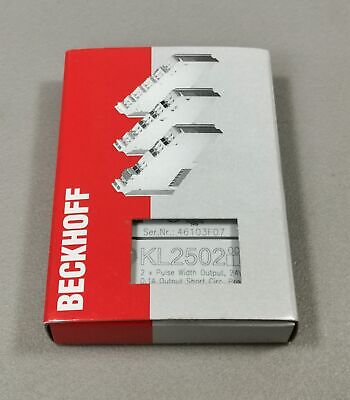 BECKHOFF
Ser.Nr.: 46103F07
KL2502
2 x Pulse Width Output, 24V
0.1A Output Short Circ.